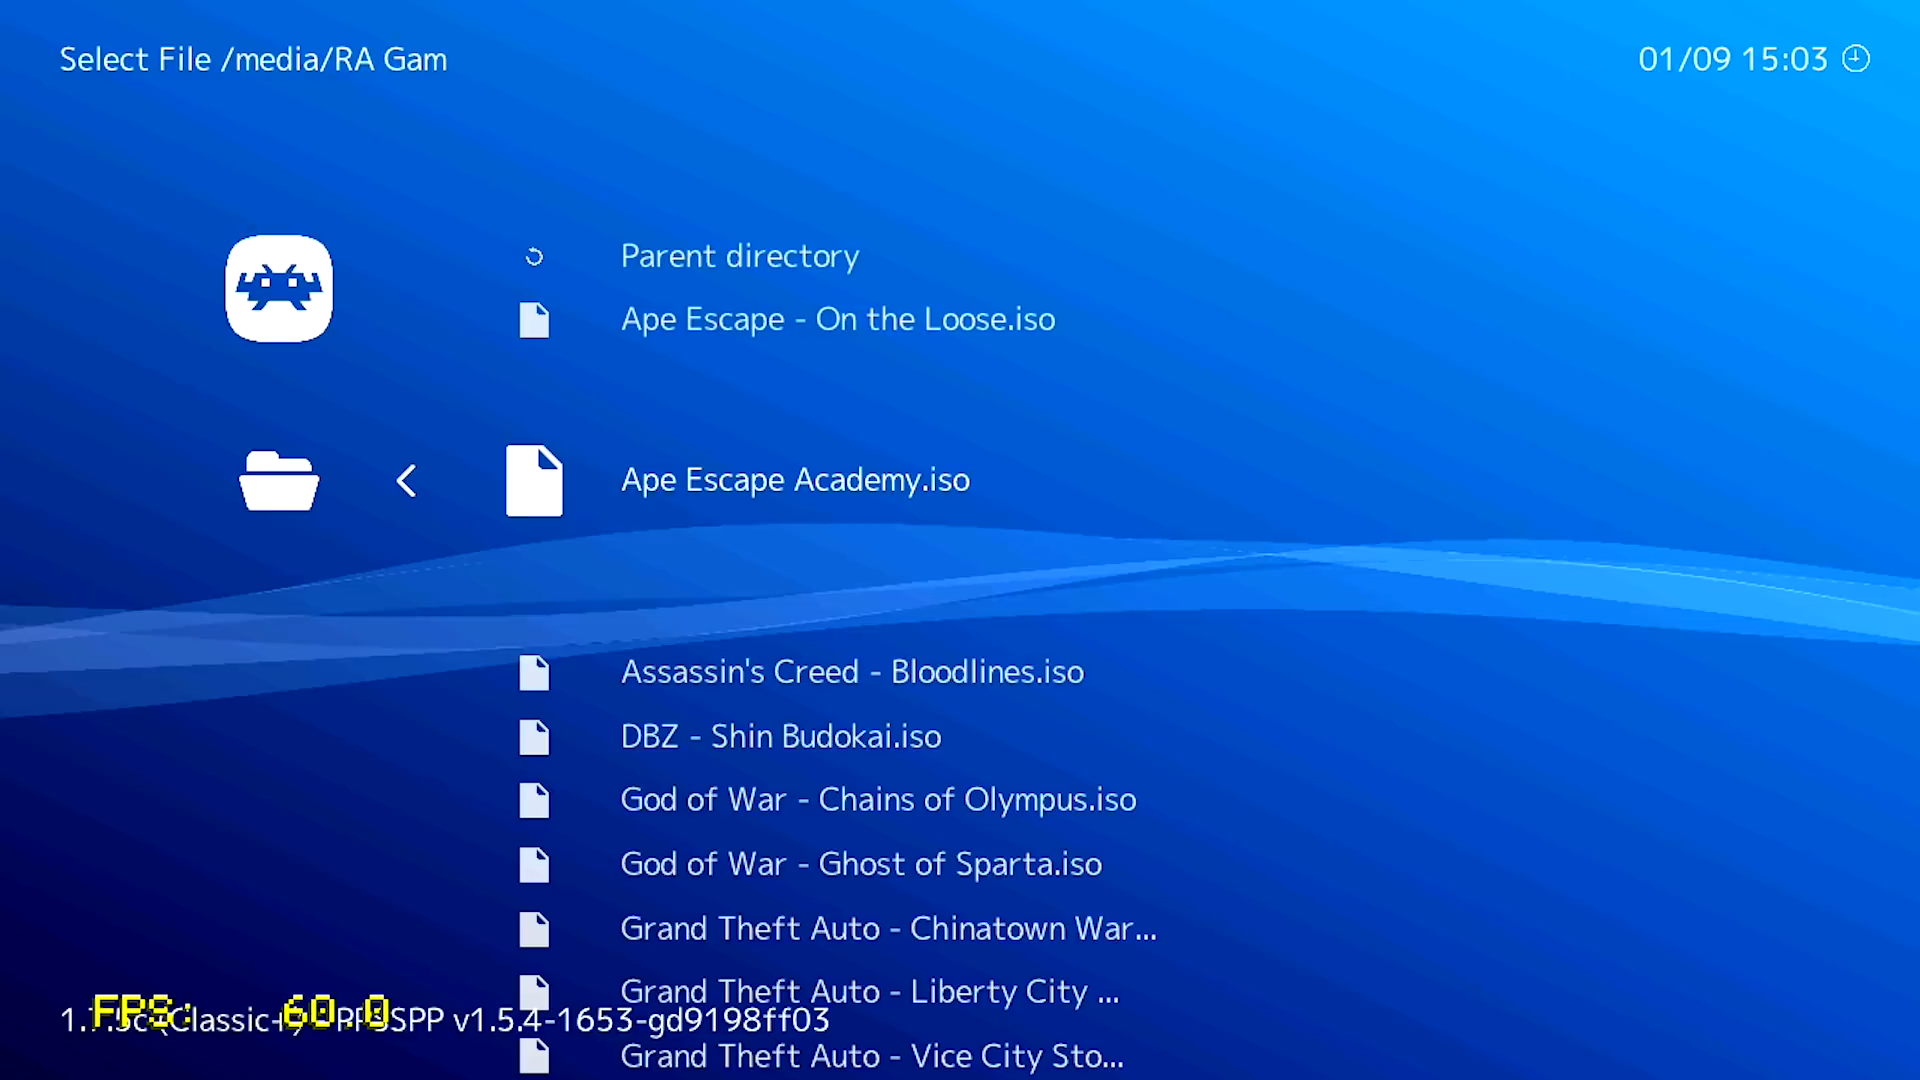 Select File /media/RA Gam
01/09 15:03
Parent directory
Ape Escape - On the Loose.iso
Ape Escape Academy.iso
Assassin's Creed - Bloodlines.iso
DBZ - Shin Budokai.iso
God of War - Chains of Olympus.iso
God of War - Ghost of Sparta.iso
Grand Theft Auto - Chinatown War...
Grand Theft Auto - Liberty City ...
FPS: 60.0
v1.5.4-1653-gd9198ff03
Grand Theft Auto - Vice City Sto...